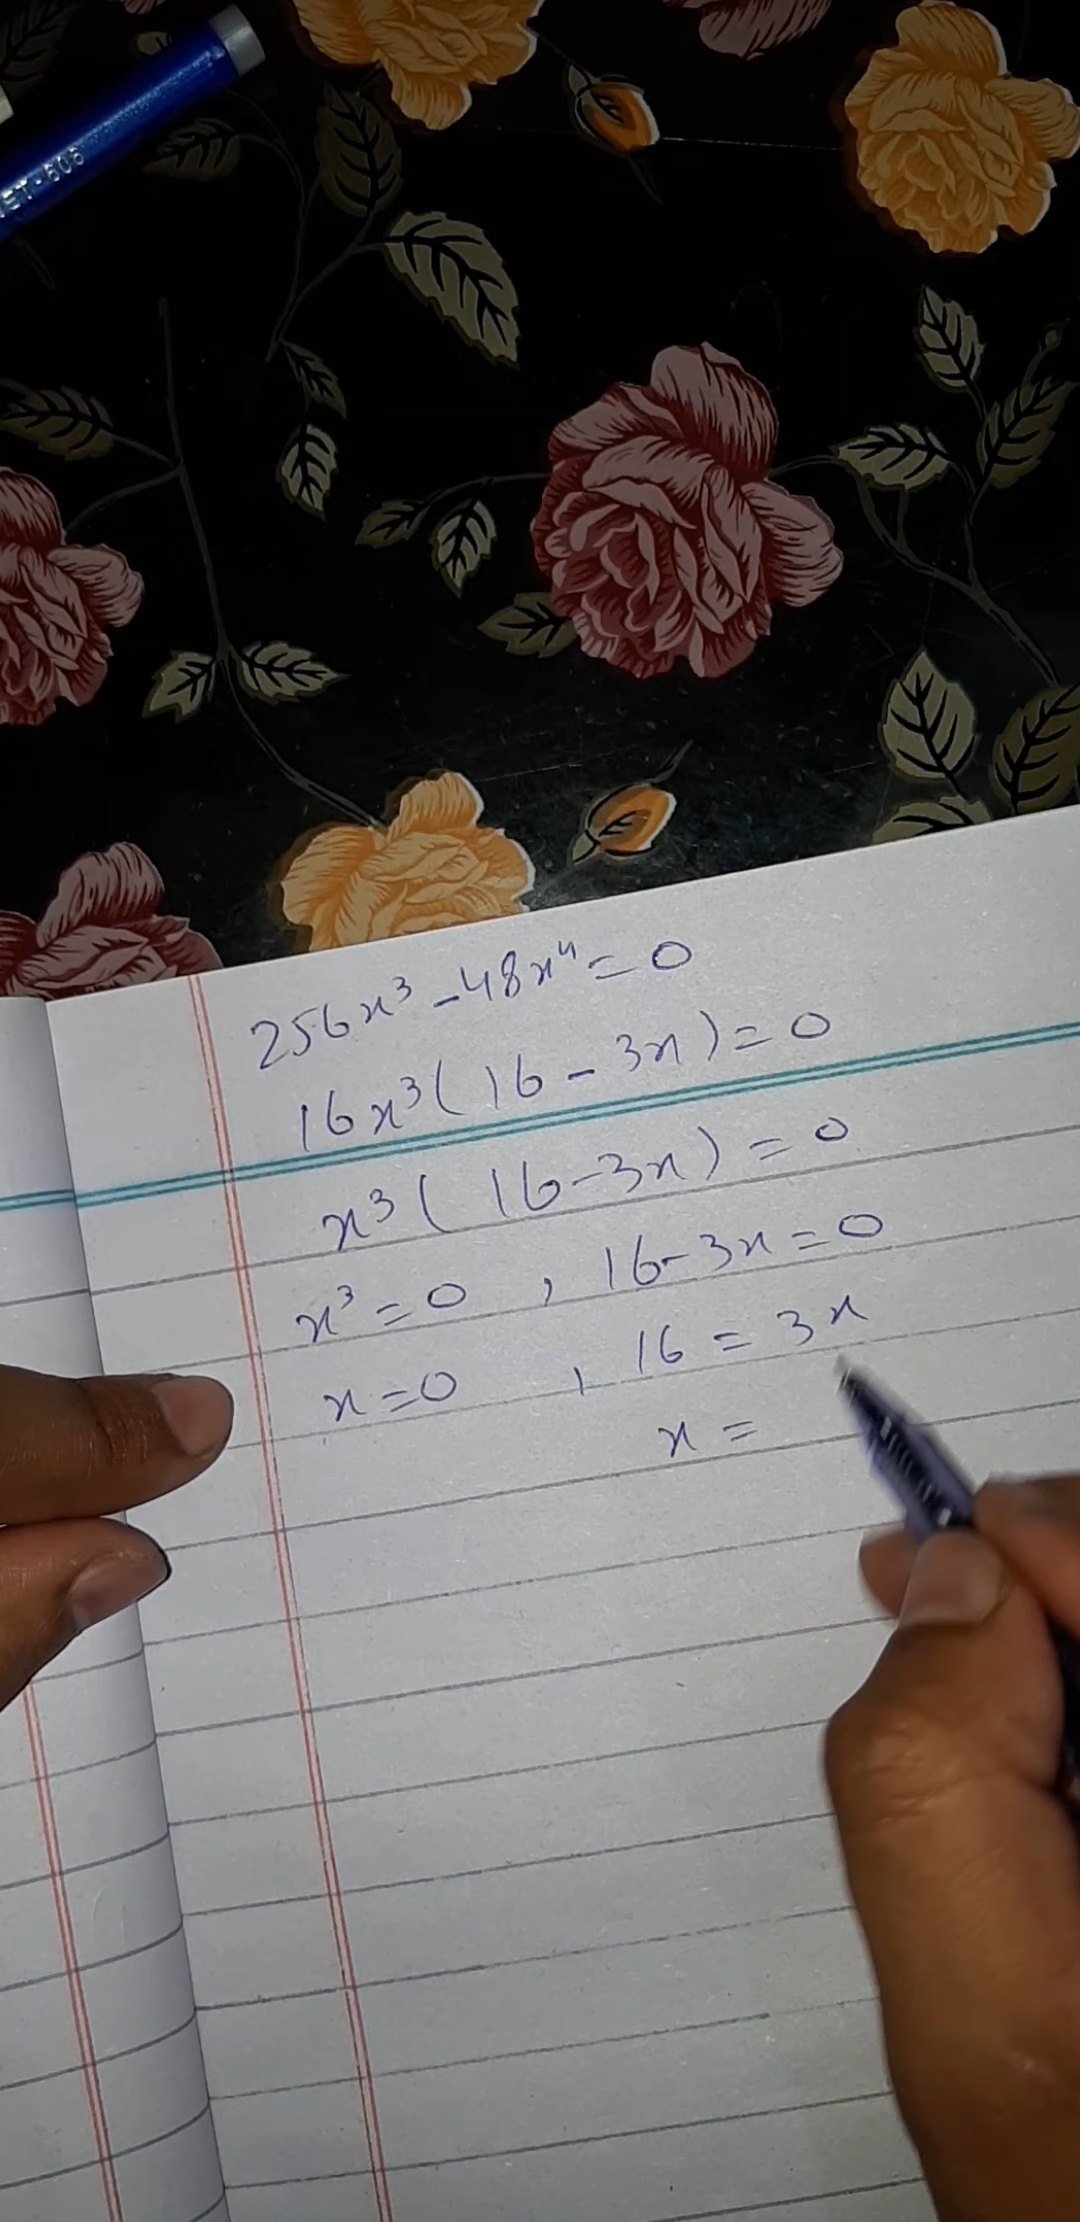 256x³-48x⁴=0
16x³(16-3x)=0
x³(16-3x)=0
x³=0 , 16-3x=0
x=0 , 16=3x
x=